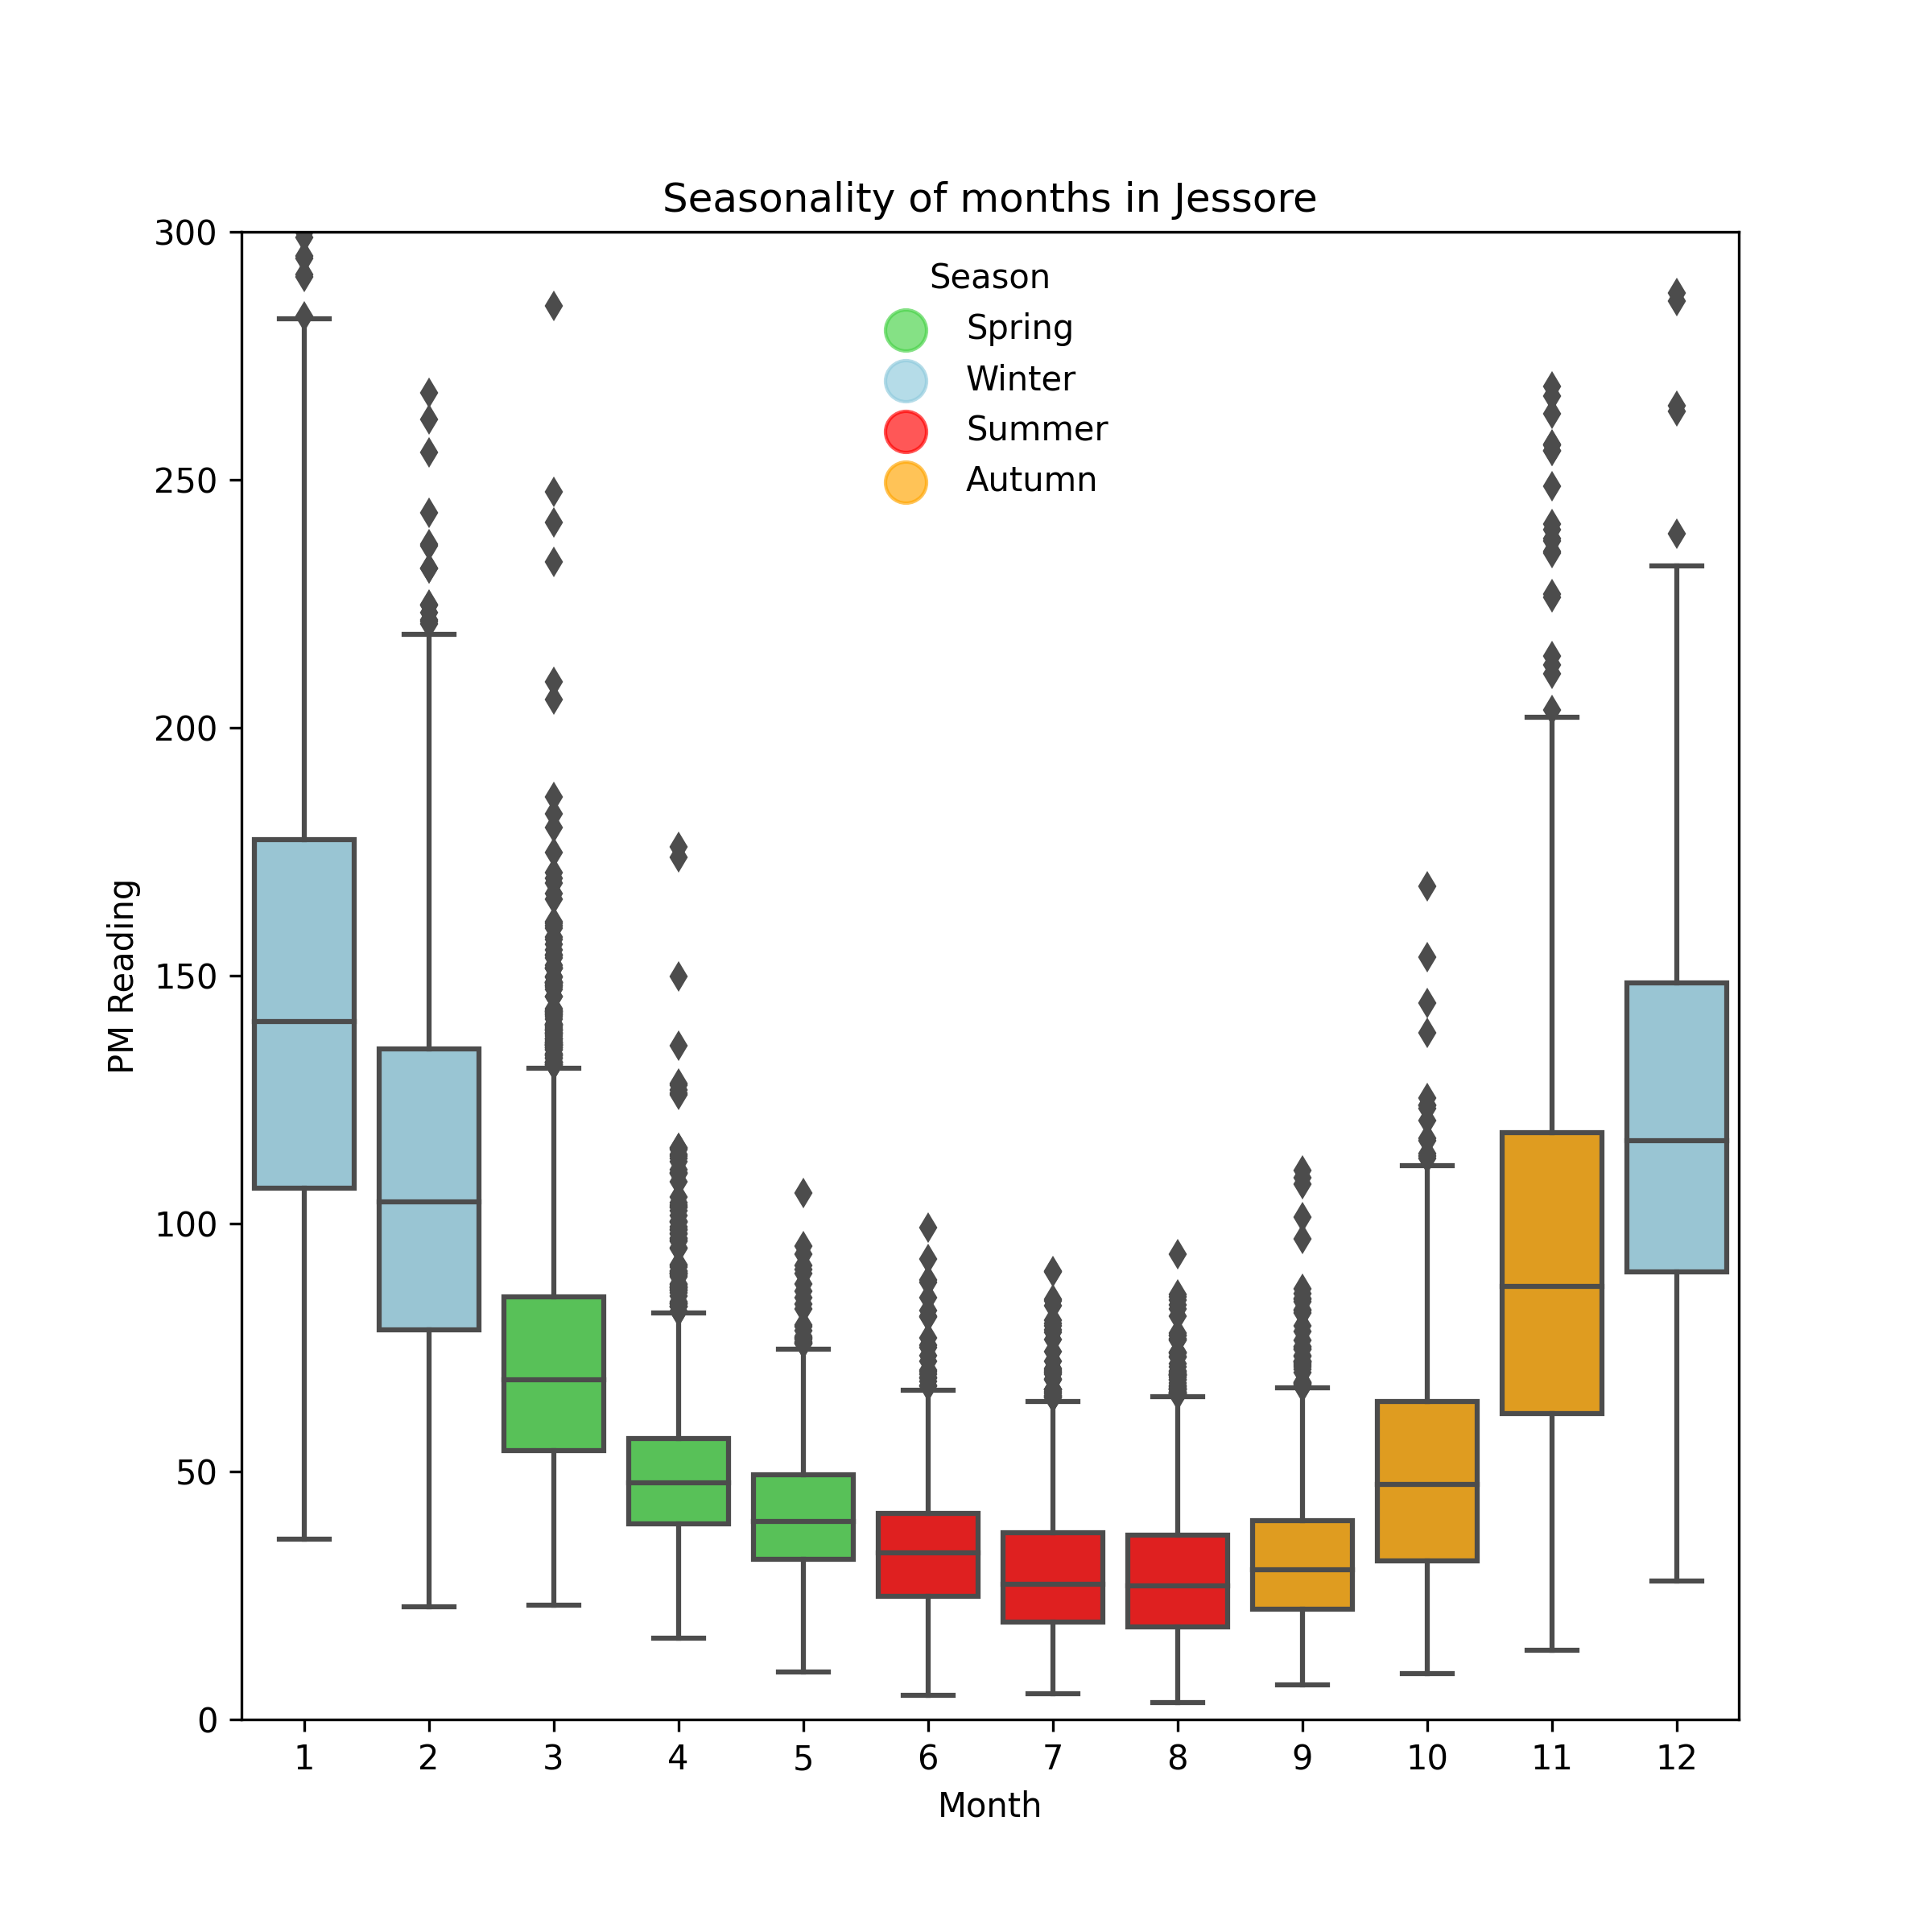 Seasonality of months in Jessore
300
250
200
150
100
50
0
PM Reading
Season
Spring
Winter
Summer
Autumn
1 2 3 4 5 6 7 8 9 10 11 12
Month